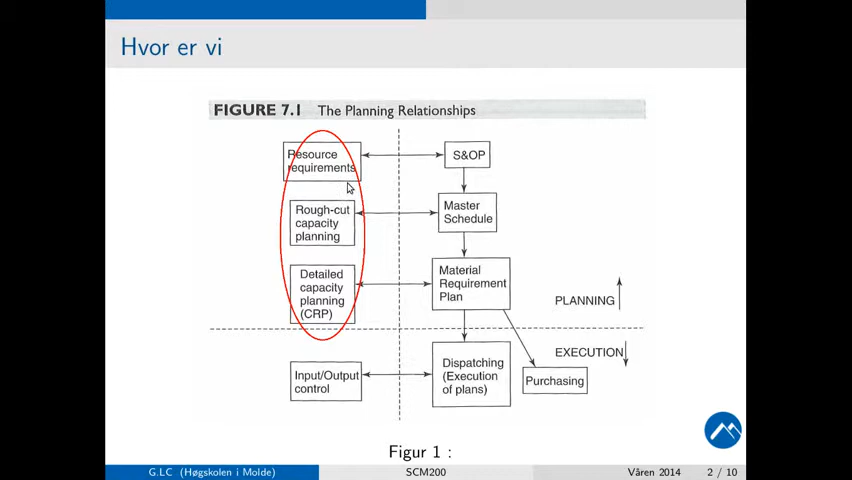 Hvor er vi
FIGURE 7.1 The Planning Relationships
Resource
requirements
S&OP
Rough-cut
capacity
planning
Master
Schedule
Detailed
capacity
planning
(CRP)
Material
Requirement
Plan
PLANNING
EXECUTION
Input/Output
control
Dispatching
(Execution
of plans)
Purchasing
Figur 1 :
G.LC (Høgskolen i Molde) SCM200 Våren 2014 2 / 10